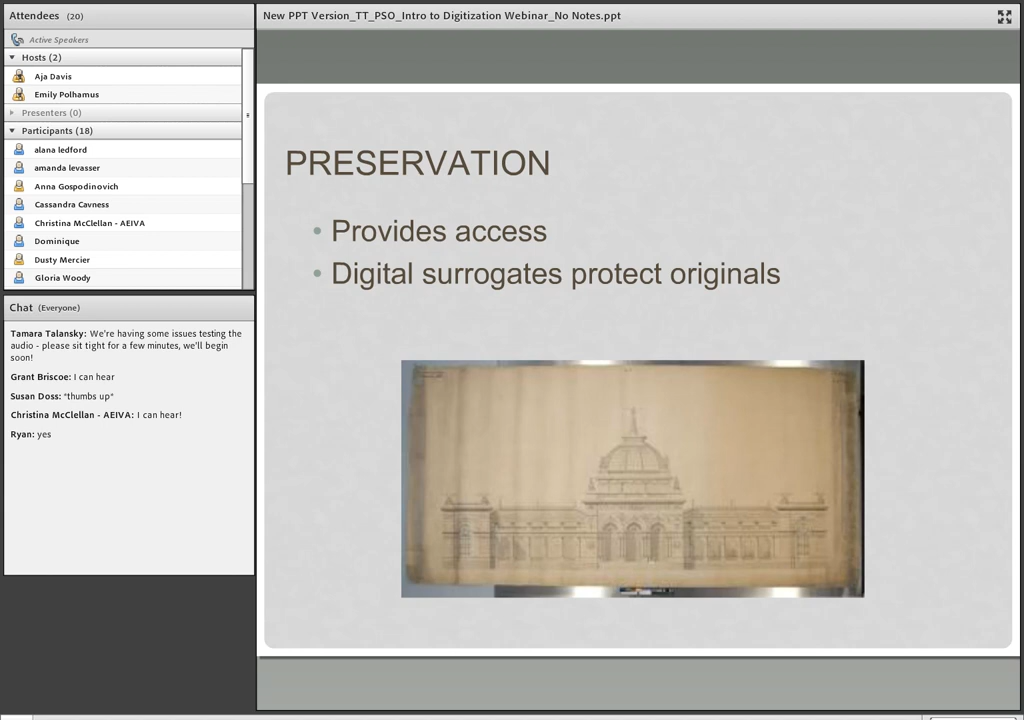 Attendees (20)
Active Speakers
Hosts (2)
Aja Davis
Emily Polhamus
Presenters (0)
Participants (18)
alana ledford
amanda levasser
Anna Gospodinovich
Cassandra Cavness
Christina McClellan - AEIVA
Dominique
Dusty Mercier
Gloria Woody
Chat (Everyone)
Tamara Talansky: We're having some issues testing the
audio - please sit tight for a few minutes, we'll begin
soon!
Grant Briscoe: I can hear
Susan Doss: *thumbs up*
Christina McClellan - AEIVA: I can hear!
Ryan: yes
New PPT Version_TT_PSO_Intro to Digitization Webinar_No Notes.ppt
PRESERVATION
• Provides access
• Digital surrogates protect originals